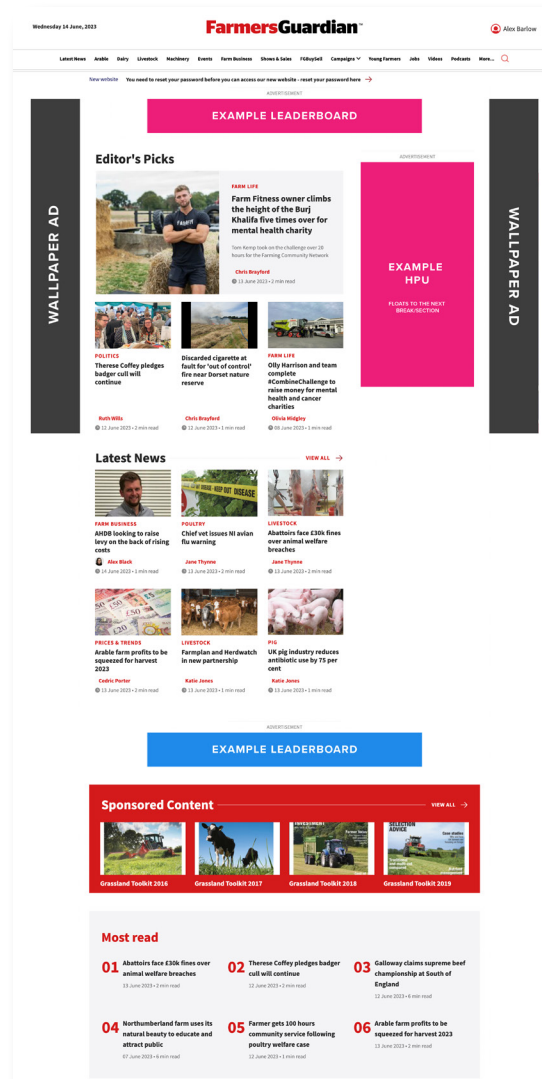 Wednesday 14 June, 2023
FarmersGuardian
Alex Barlow
Latest News Arable Dairy Livestock Machinery Events Farm Business Shows & Sales FGBuySell Campaigns Young Farmers Jobs Videos Podcasts More...
New website You need to reset your password before you can access our new website - reset your password here
ADVERTISEMENT
EXAMPLE LEADERBOARD
WALLPAPER AD
WALLPAPER AD
Editor's Picks
FARM LIFE
Farm Fitness owner climbs
the height of the Burj
Khalifa five times over for
mental health charity
Tom Kemp took on the challenge over 28
hours for the Farming Community Network
Chris Brayford
13 June 2023 • 2 min read
ADVERTISEMENT
EXAMPLE
HPU
FLOATS TO THE NEXT
BREAK/SECTION
POLITICS
Therese Coffey pledges
badger cull will
continue
Ruth Wills
12 June 2023 • 2 min read
Discarded cigarette at
fault for 'out of control'
fire near Dorset nature
reserve
Chris Brayford
12 June 2023 • 1 min read
FARM LIFE
Olly Harrison and team
complete
#CombineChallenge to
raise money for mental
health and cancer
charities
Olivia Midgley
09 June 2023 • 1 min read
Latest News
VIEW ALL
FARM BUSINESS
AHDB looking to raise
levy on the back of rising
costs
Alex Black
14 June 2023 • 1 min read
KEEP OUT DISEASE
POULTRY
Chief vet issues NI avian
flu warning
Jane Thynne
13 June 2023 • 2 min read
LIVESTOCK
Abattoirs face £30k fines
over animal welfare
breaches
Jane Thynne
13 June 2023 • 2 min read
PRICES & TRENDS
Arable farm profits to be
squeezed for harvest
2023
Cedric Porter
13 June 2023 • 2 min read
LIVESTOCK
Farmplan and Herdwatch
in new partnership
Katie Jones
13 June 2023 • 1 min read
PIG
UK pig industry reduces
antibiotic use by 75 per
cent
Katie Jones
13 June 2023 • 1 min read
ADVERTISEMENT
EXAMPLE LEADERBOARD
Sponsored Content
VIEW ALL
Grassland Toolkit 2016
Grassland Toolkit 2017
INVESTMENT
Grassland Toolkit 2018
SELECTION
ADVICE
Case studies
Grassland Toolkit 2019
Most read
01 Abattoirs face £30k fines over
animal welfare breaches
13 June 2023 • 2 min read
02 Therese Coffey pledges badger
cull will continue
12 June 2023 • 2 min read
03 Galloway claims supreme beef
championship at South of
England
12 June 2023 • 6 min read
04 Northumberland farm uses its
natural beauty to educate and
attract public
07 June 2023 • 6 min read
05 Farmer gets 100 hours
community service following
poultry welfare case
12 June 2023 • 1 min read
06 Arable farm profits to be
squeezed for harvest 2023
13 June 2023 • 2 min read